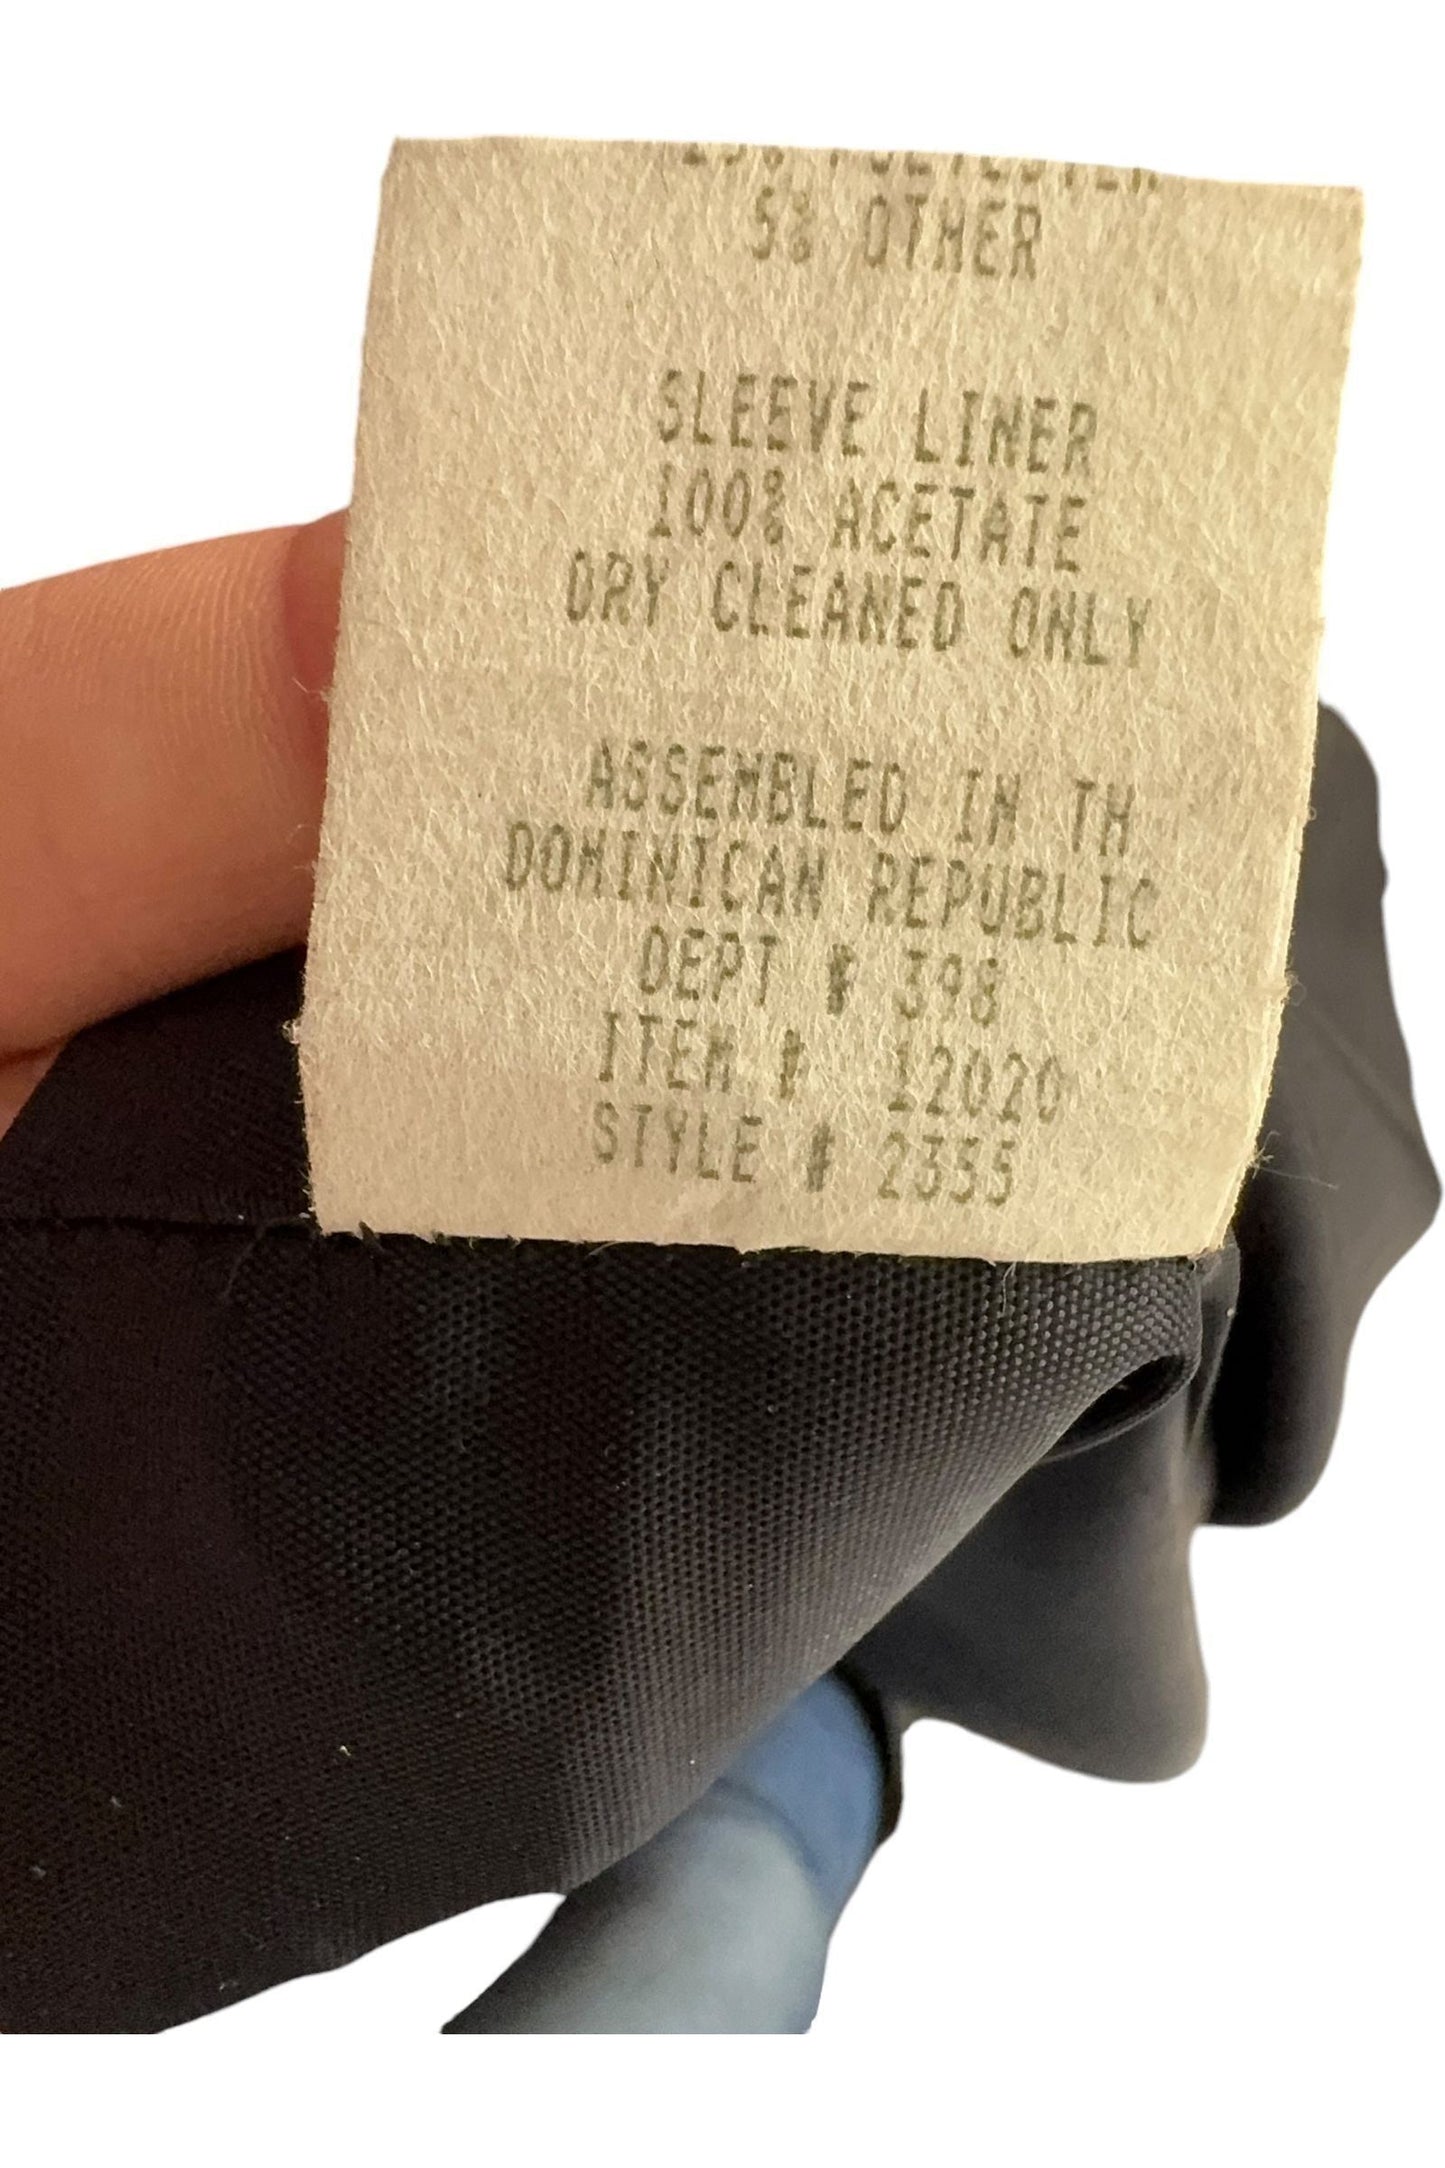 POLYESTER
5% OTHER
SLEEVE LINER
100% ACETATE
DRY CLEANED ONLY
ASSEMBLED IN TH
DOMINICAN REPUBLIC
DEPT # 398
ITEM # 12020
STYLE # 2355